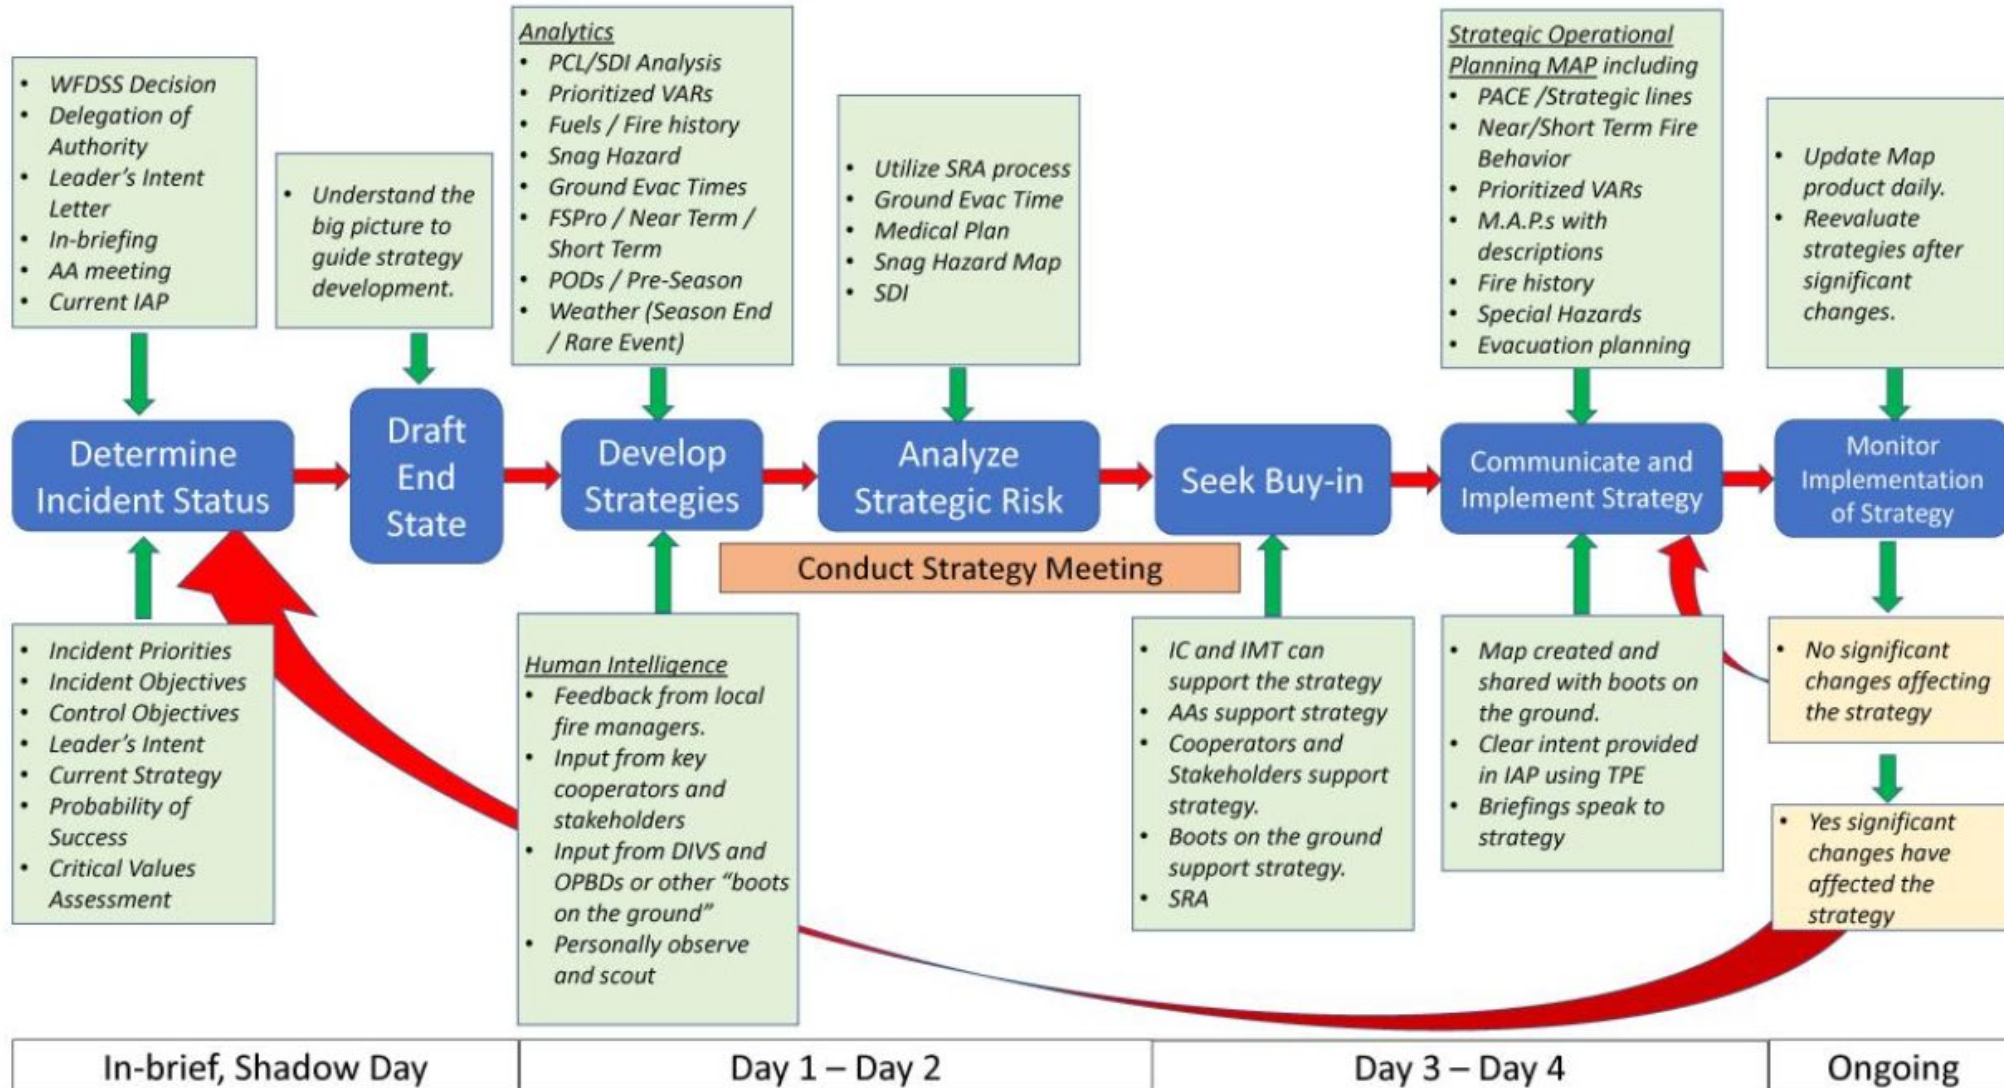 • WFDSS Decision
• Delegation of
Authority
• Leader's Intent
Letter
• In-briefing
• AA meeting
• Current IAP
• Understand the
big picture to
guide strategy
development.
Analytics
• PCL/SDI Analysis
• Prioritized VARs
• Fuels / Fire history
• Snag Hazard
• Ground Evac Times
• FSPro / Near Term /
Short Term
• PODs / Pre-Season
• Weather (Season End
/ Rare Event)
• Utilize SRA process
• Ground Evac Time
• Medical Plan
• Snag Hazard Map
• SDI
Strategic Operational
Planning MAP including
• PACE /Strategic lines
• Near/Short Term Fire
Behavior
• Prioritized VARs
• M.A.P.s with
descriptions
• Fire history
• Special Hazards
• Evacuation planning
• Update Map
product daily.
• Reevaluate
strategies after
significant
changes.
Determine
Incident Status
Draft
End
State
Develop
Strategies
Analyze
Strategic Risk
Seek Buy-in
Communicate and
Implement Strategy
Monitor
Implementation
of Strategy
Conduct Strategy Meeting
• Incident Priorities
• Incident Objectives
• Control Objectives
• Leader's Intent
• Current Strategy
• Probability of
Success
• Critical Values
Assessment
Human Intelligence
• Feedback from local
fire managers.
• Input from key
cooperators and
stakeholders
• Input from DIVS and
OPBDs or other "boots
on the ground"
• Personally observe
and scout
• IC and IMT can
support the strategy
• AAs support strategy
• Cooperators and
Stakeholders support
strategy.
• Boots on the ground
support strategy.
• SRA
• Map created and
shared with boots on
the ground.
• Clear intent provided
in IAP using TPE
• Briefings speak to
strategy
• No significant
changes affecting
the strategy
• Yes significant
changes have
affected the
strategy
In-brief, Shadow Day
Day 1 – Day 2
Day 3 – Day 4
Ongoing